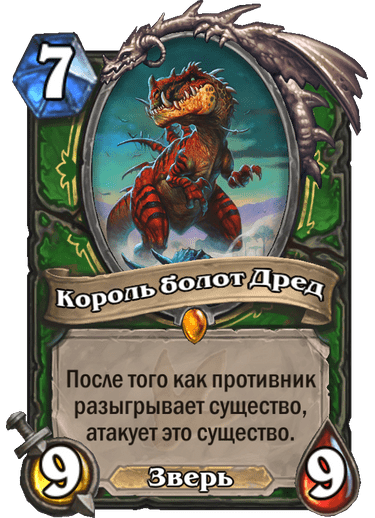 7
Король болот Дред
После того как противник
разыгрывает существо,
атакует это существо.
9
Зверь
9